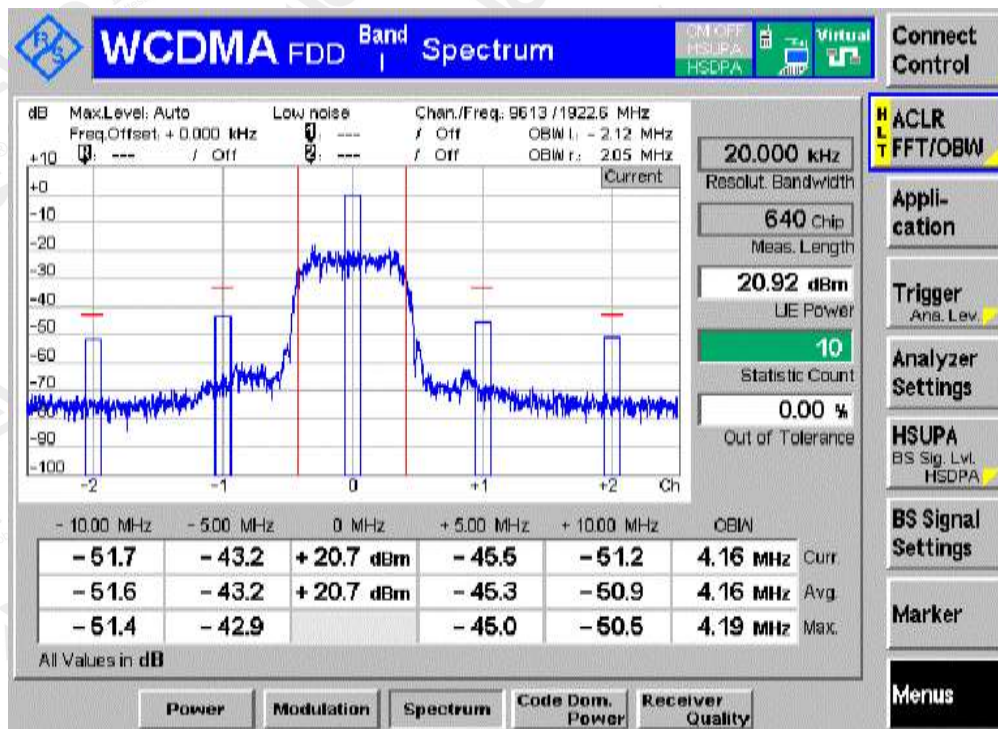 WCDMA FDD Band I Spectrum
HSUPA
HSDPA
Virtual
Connect Control
dB Max.Level: Auto Low noise Chan./Freq.: 9613 / 1922.6 MHz
Freq.Offset: + 0.000 kHz 1: --- / Off OBW l.: - 2.12 MHz
R: --- / Off 2: --- / Off OBW r.: 2.05 MHz
Current
+10
+0
-10
-20
-30
-40
-50
-60
-70
-80
-90
-100
-2 -1 0 +1 +2 Ch
20.000 kHz
Resolut. Bandwidth
640 Chip
Meas. Length
20.92 dBm
UE Power
10
Statistic Count
0.00 %
Out of Tolerance
- 10.00 MHz - 5.00 MHz 0 MHz + 5.00 MHz + 10.00 MHz OBW
- 51.7 - 43.2 + 20.7 dBm - 45.5 - 51.2 4.16 MHz Curr.
- 51.6 - 43.2 + 20.7 dBm - 45.3 - 50.9 4.16 MHz Avg.
- 51.4 - 42.9 - 45.0 - 50.5 4.19 MHz Max.
All Values in dB
HLT
ACLR
FFT/OBW
Appli-
cation
Trigger
Ana. Lev.
Analyzer
Settings
HSUPA
BS Sig. Lvl.
HSDPA
BS Signal
Settings
Marker
Menus
Power
Modulation
Spectrum
Code Dom.
Power
Receiver
Quality